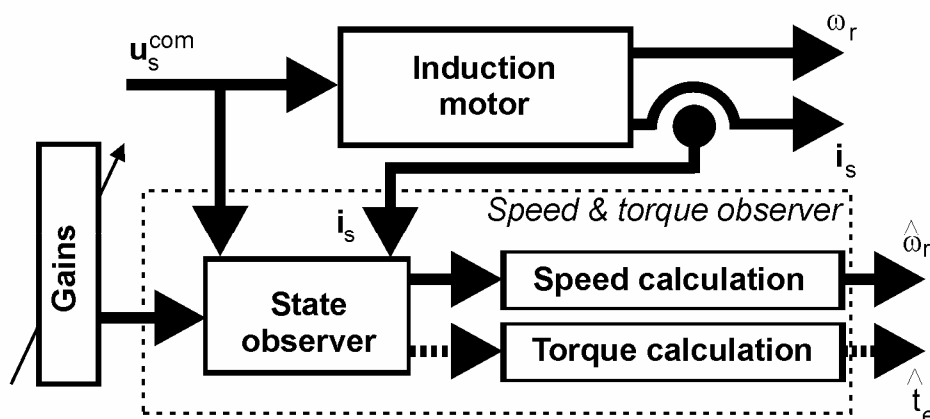 u_s^com
Induction
motor
ω_r
i_s
i_s
Speed & torque observer
Gains
State
observer
Speed calculation
ω̂_r
Torque calculation
t̂_e